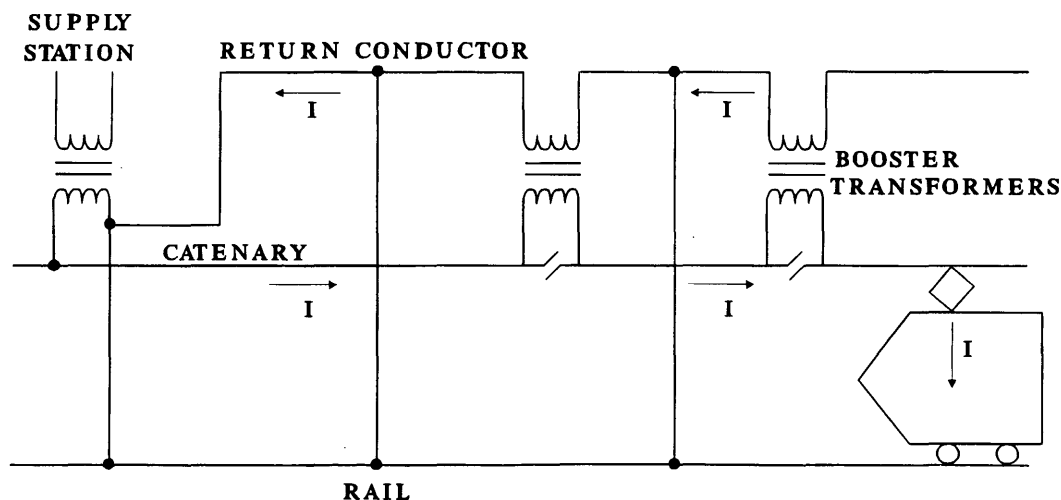 SUPPLY
STATION
RETURN CONDUCTOR
I
I
BOOSTER
TRANSFORMERS
CATENARY
I
I
I
RAIL